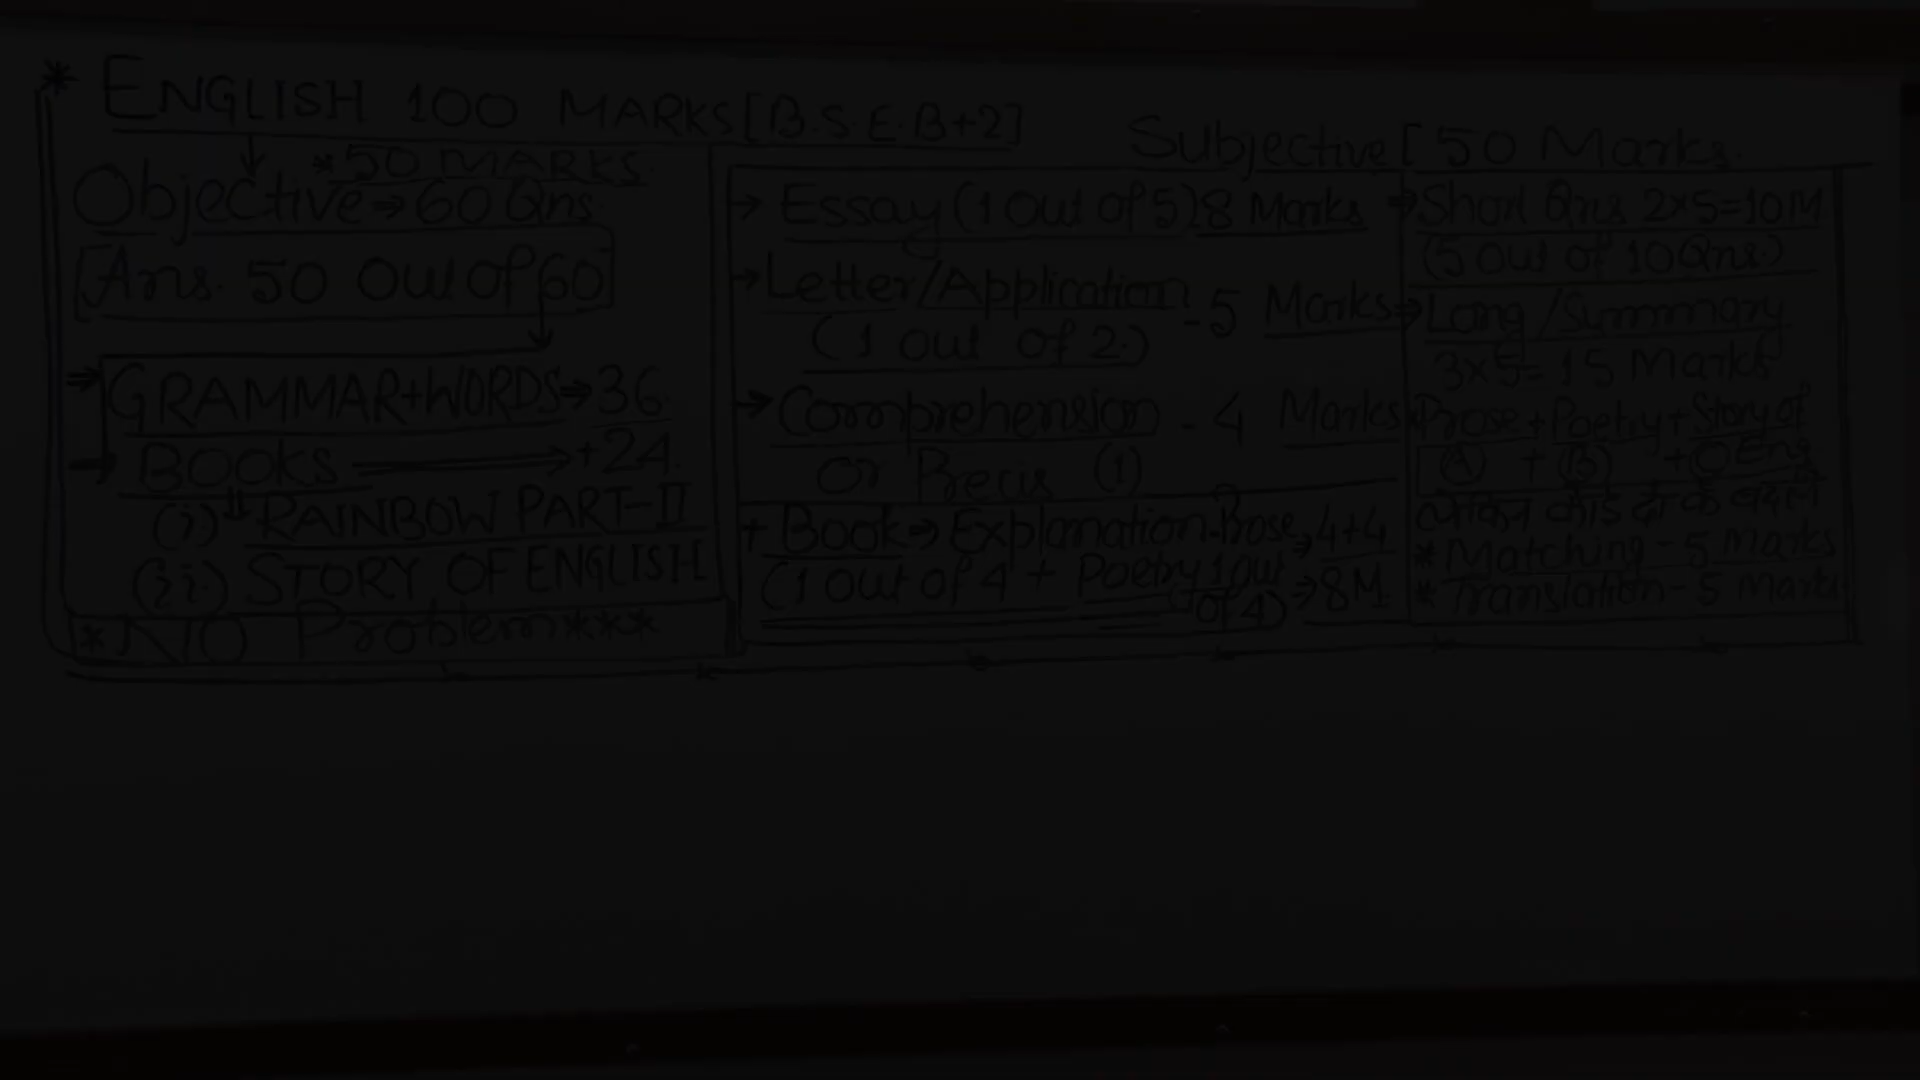 * ENGLISH 100 MARKS [B.S.E.B+2]
* 50 MARKS
Objective ⇒ 60 Qns.
Ans. 50 Out of 60
⇒ GRAMMAR+WORDS ⇒ 36
→ BOOKS → +24
(i) RAINBOW PART-II
(ii) STORY OF ENGLISH
* NO Problem***
Subjective [50 Marks.
→ Essay (1 Out of 5) 8 Marks
→ Letter/Application - 5 Marks
(1 out of 2.)
→ Comprehension - 4 Marks
or Precis (1)
+ Book ⇒ Explanation Prose ⇒ 4+4
(1 out of 4 + Poetry 1 out of 4) ⇒ 8M
⇒ Short Qns 2×5=10M
(5 Out of 10 Qns.)
⇒ Long/Summary
3×5= 15 Marks
Prose + Poetry + Story of
(A) + (B) + Eng
* Matching - 5 Marks
* Translation - 5 Marks